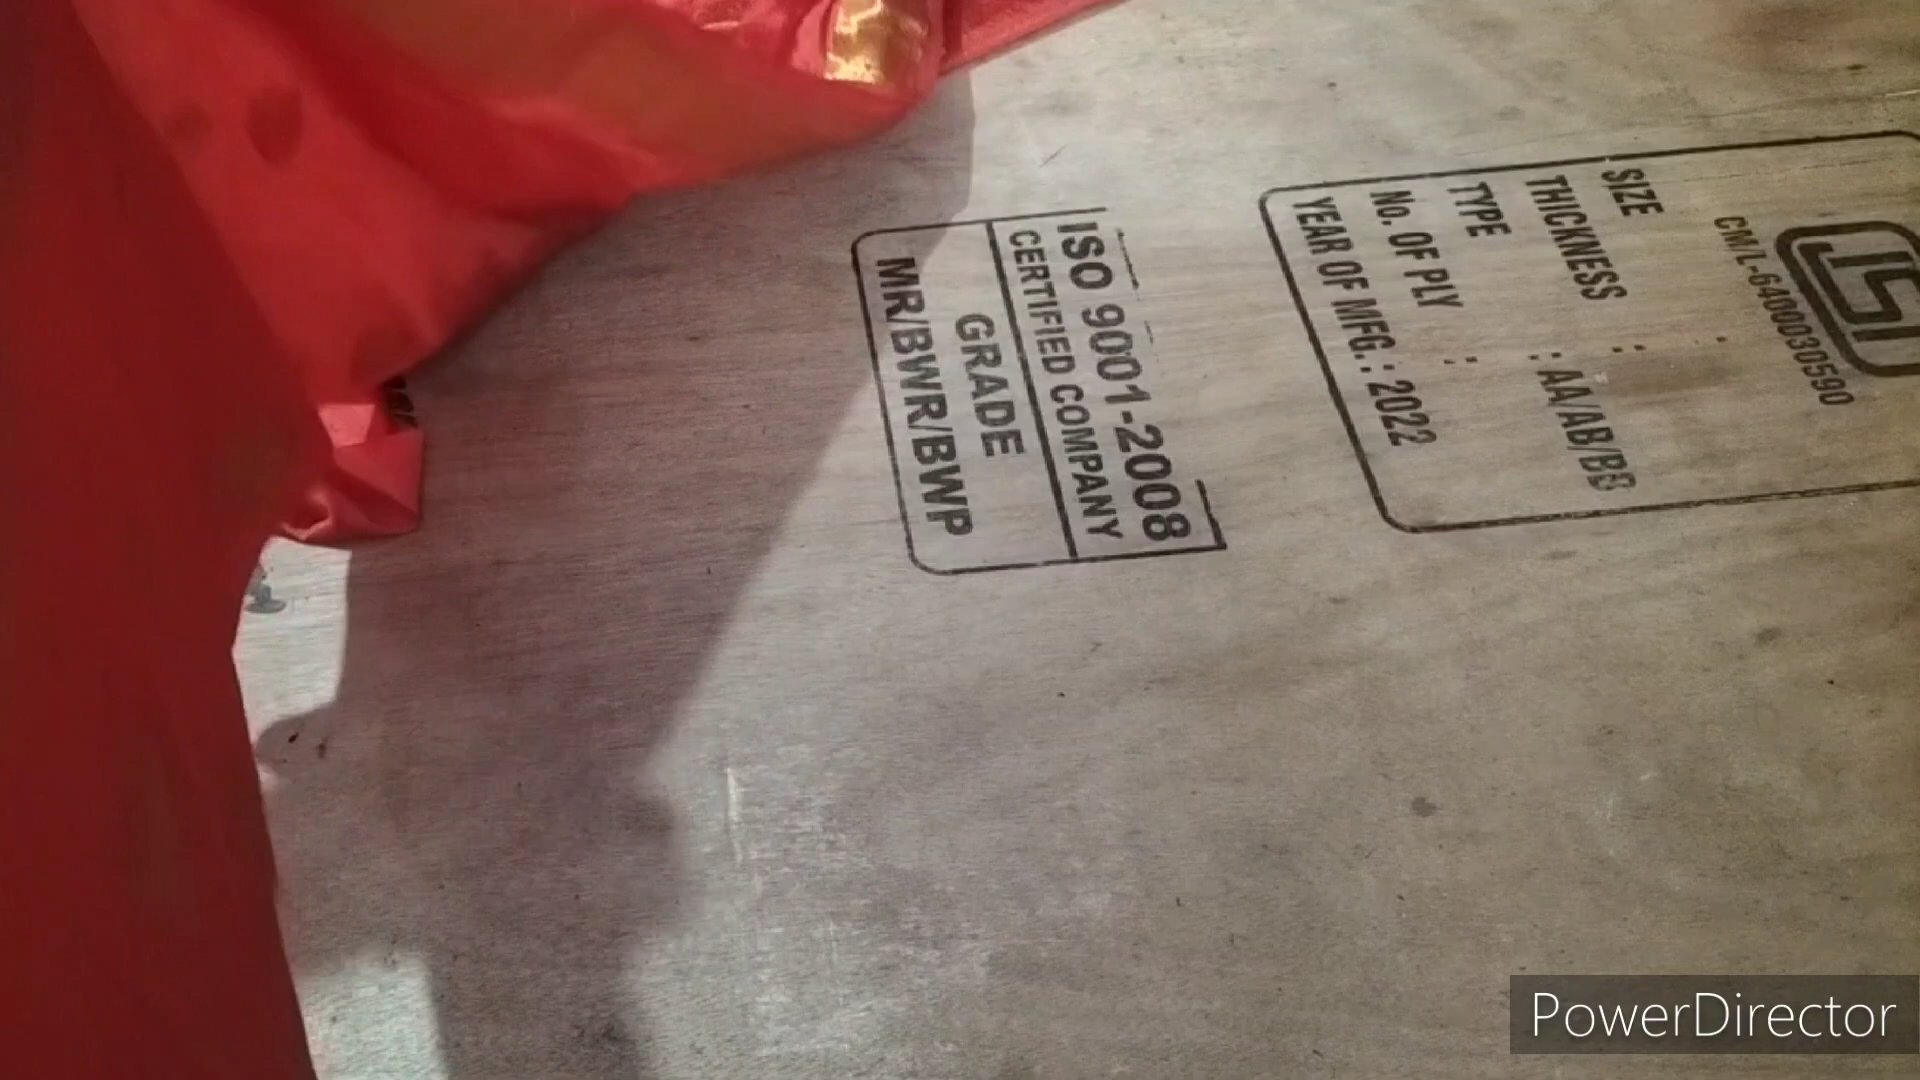 ISI
CM/L-6400030590
SIZE :
THICKNESS :
TYPE : AA/AB/BB
No. OF PLY :
YEAR OF MFG. : 2022
ISO 9001-2008
CERTIFIED COMPANY
GRADE
MR/BWR/BWP
PowerDirector